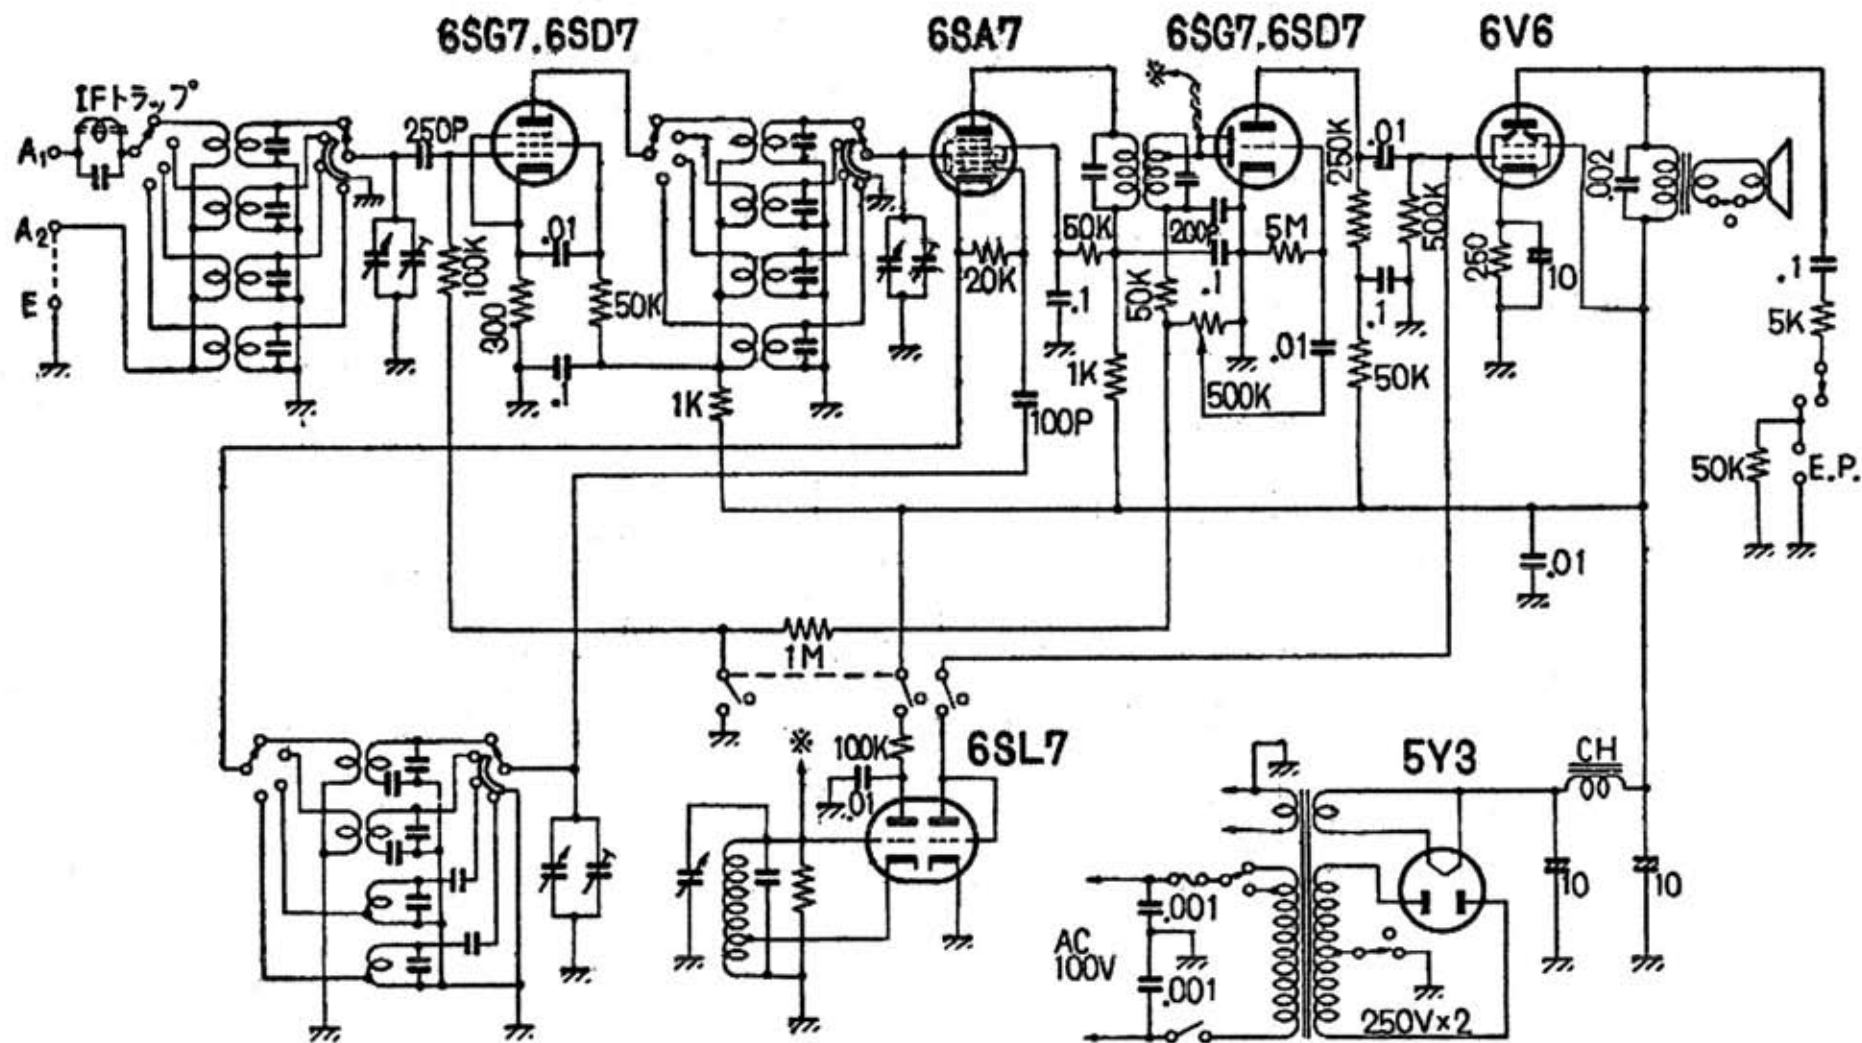 6SG7.6SD7
6SA7
6SG7,6SD7
6V6
IFトラップ
A1
250P
A2
E
100K
.01
300
50K
.1
1K
20K
50K
.1
100P
1K
50K
200P
.1
5M
500K
.01
250K
.01
500K
.1
50K
250
10
.002
.1
5K
50K
E.P.
.01
1M
※
※
100K
.01
6SL7
5Y3
CH
10
10
AC
100V
.001
.001
250V×2